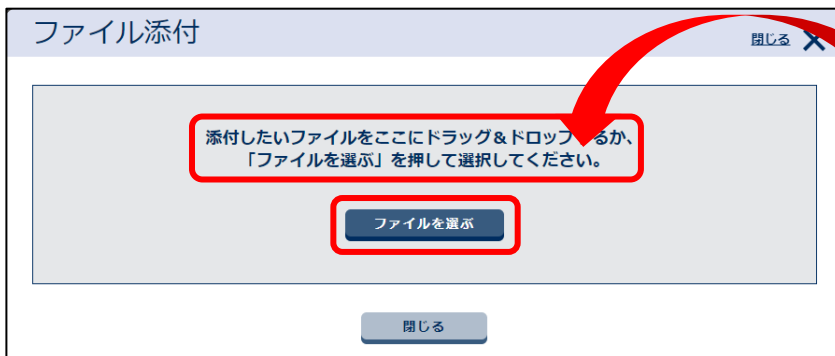 ファイル添付
閉じる
添付したいファイルをここにドラッグ&ドロップ るか、
「ファイルを選ぶ」を押して選択してください。
ファイルを選ぶ
閉じる